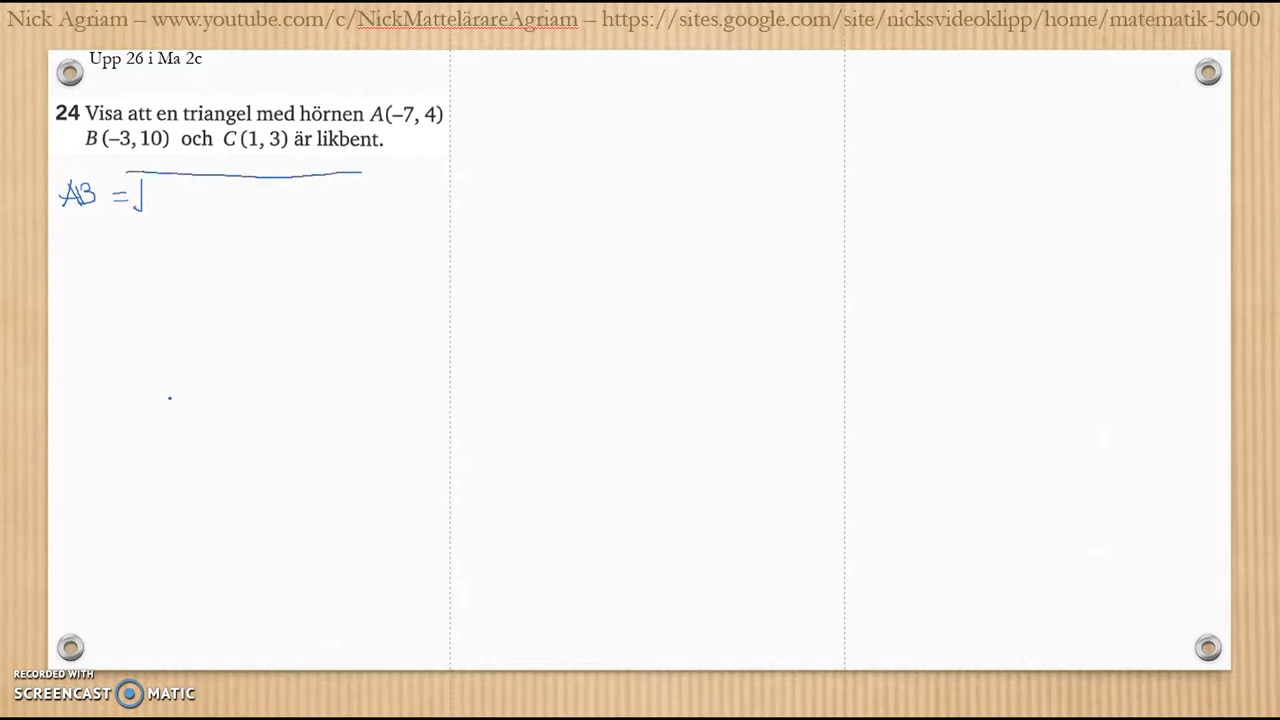 Nick Agriam – www.youtube.com/c/NickMattelärareAgriam – https://sites.google.com/site/nicksvideoklipp/home/matematik-5000
Upp 26 i Ma 2c
24 Visa att en triangel med hörnen A(–7, 4)
B (–3, 10) och C (1, 3) är likbent.
AB = √
RECORDED WITH
SCREENCAST MATIC